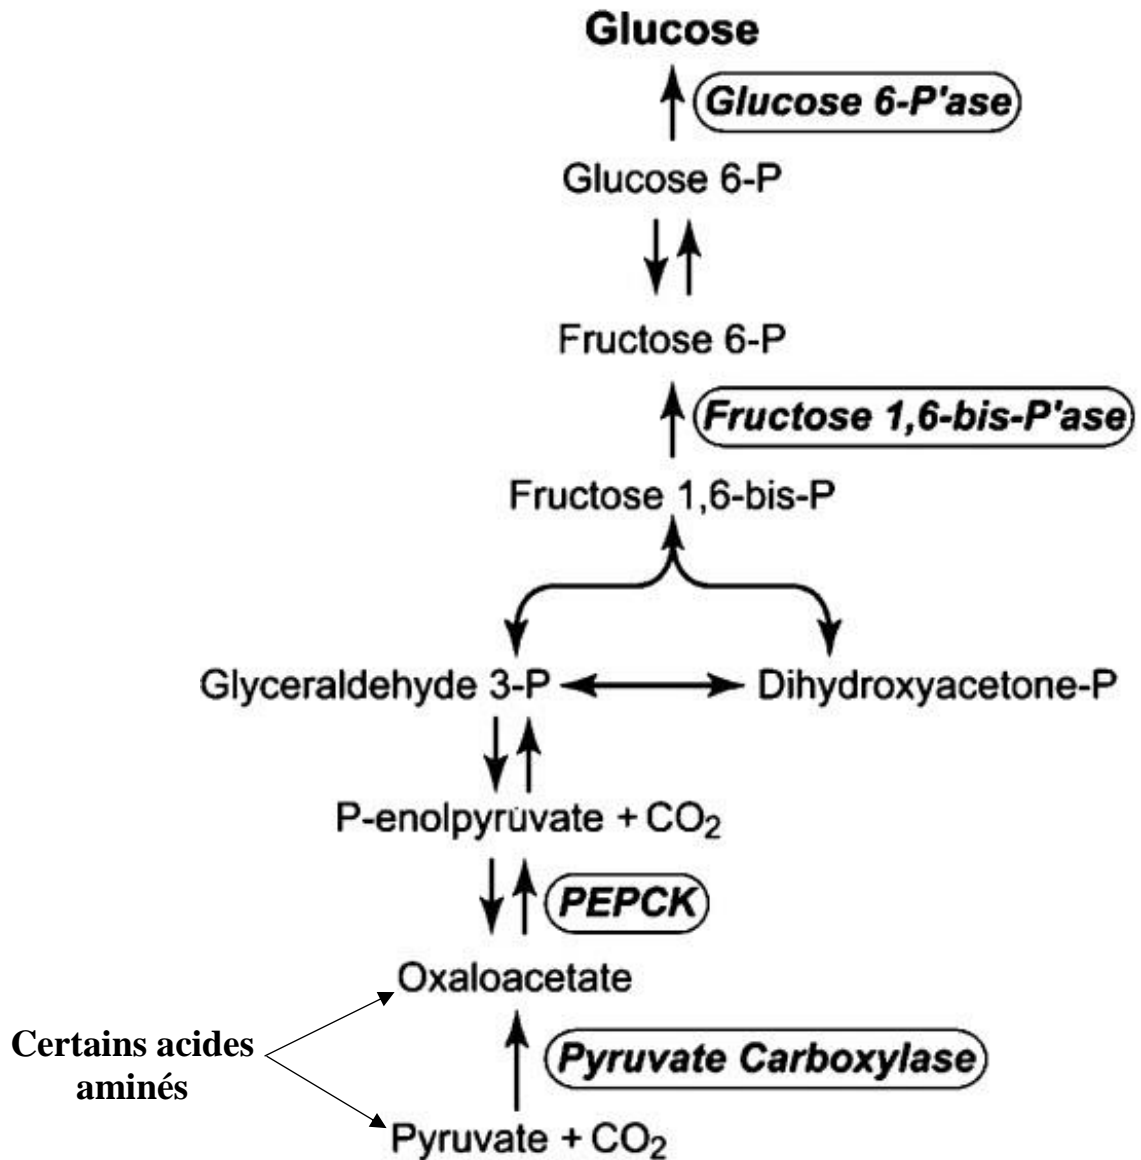 Glucose
Glucose 6-P'ase
Glucose 6-P
Fructose 6-P
Fructose 1,6-bis-P'ase
Fructose 1,6-bis-P
Glyceraldehyde 3-P
Dihydroxyacetone-P
P-enolpyruvate + CO₂
PEPCK
Oxaloacetate
Certains acides
aminés
Pyruvate Carboxylase
Pyruvate + CO₂